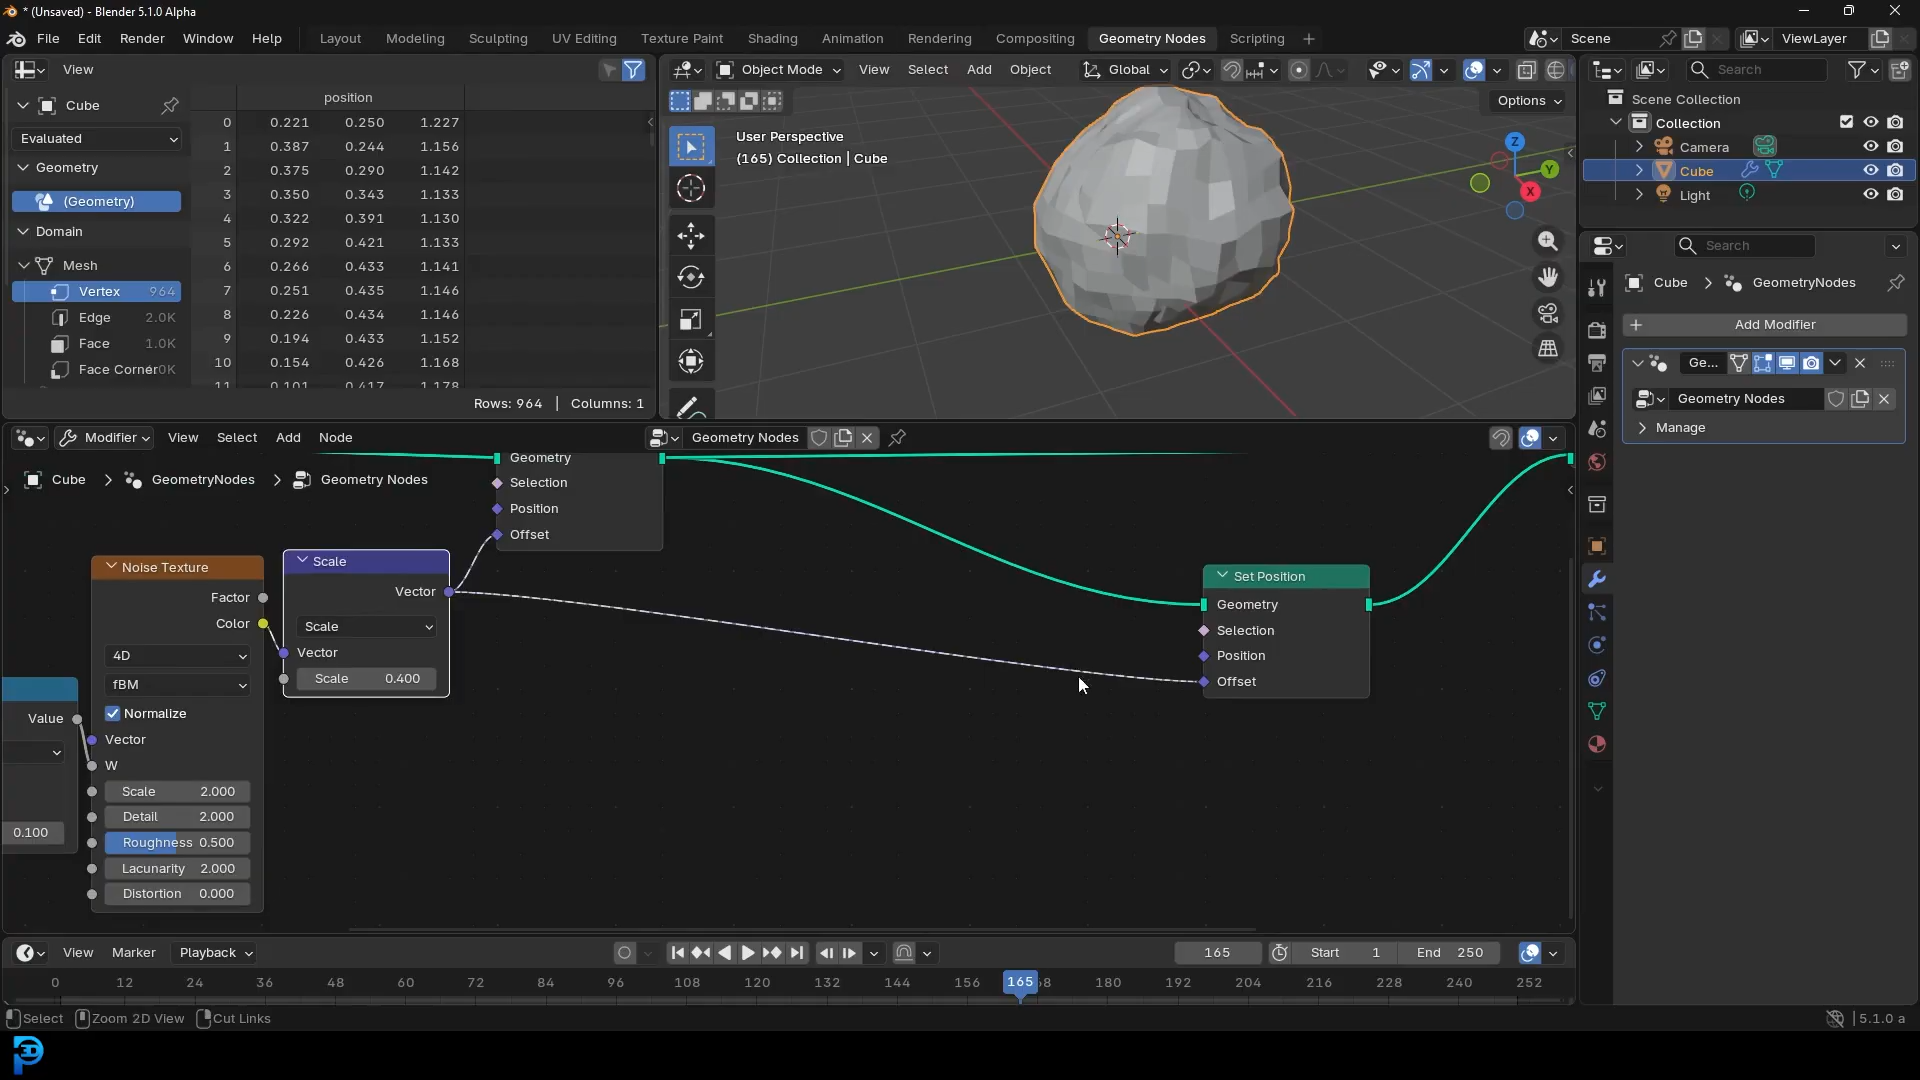 * (Unsaved) - Blender 5.1.0 Alpha
File Edit Render Window Help
Layout Modeling Sculpting UV Editing Texture Paint Shading Animation Rendering Compositing Geometry Nodes Scripting +
Scene
ViewLayer
View
Object Mode View Select Add Object
Global
Search
Cube
position
Options
Scene Collection
0 0.221 0.250 1.227
Collection
Evaluated
1 0.387 0.244 1.156
User Perspective
(165) Collection | Cube
Camera
Geometry
2 0.375 0.290 1.142
Cube
(Geometry)
3 0.350 0.343 1.133
Light
4 0.322 0.391 1.130
Domain
5 0.292 0.421 1.133
Mesh
6 0.266 0.433 1.141
Vertex 964
7 0.251 0.435 1.146
Edge 2.0K
8 0.226 0.434 1.146
Face 1.0K
9 0.194 0.433 1.152
Face Corner
10 0.154 0.426 1.168
11 0.101 0.417 1.178
Rows: 964 | Columns: 1
Z
Y
X
Search
Cube > GeometryNodes
+ Add Modifier
Ge...
Geometry Nodes
Manage
Modifier View Select Add Node
Geometry Nodes
Cube > GeometryNodes > Geometry Nodes
Geometry
Selection
Position
Offset
Noise Texture
Factor
Color
4D
fBM
Normalize
Vector
W
Scale 2.000
Detail 2.000
Roughness 0.500
Lacunarity 2.000
Distortion 0.000
Value
0.100
Scale
Vector
Scale
Vector
Scale 0.400
Set Position
Geometry
Selection
Position
Offset
View Marker Playback
165
Start 1
End 250
0 12 24 36 48 60 72 84 96 108 120 132 144 156 165 180 192 204 216 228 240 252
Select Zoom 2D View Cut Links
5.1.0 a